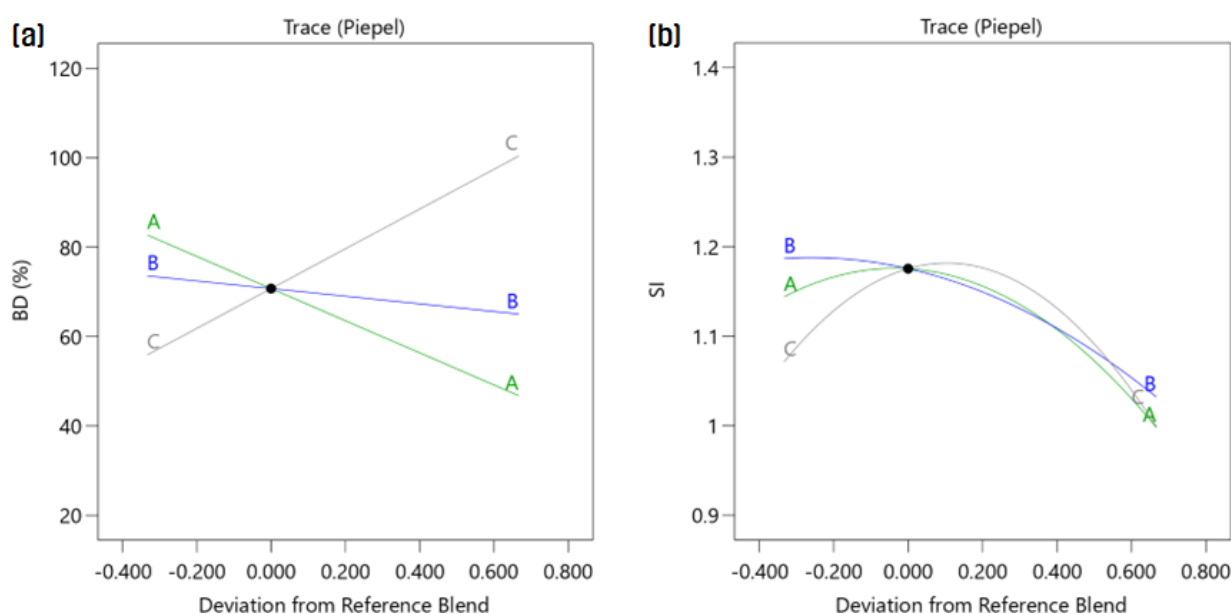 (a)
Trace (Piepel)
120
100
80
60
40
20
BD (%)
A
B
C
C
B
A
-0.400 -0.200 0.000 0.200 0.400 0.600 0.800
Deviation from Reference Blend
(b)
Trace (Piepel)
1.4
1.3
1.2
1.1
1
0.9
SI
B
A
C
B
C
A
-0.400 -0.200 0.000 0.200 0.400 0.600 0.800
Deviation from Reference Blend